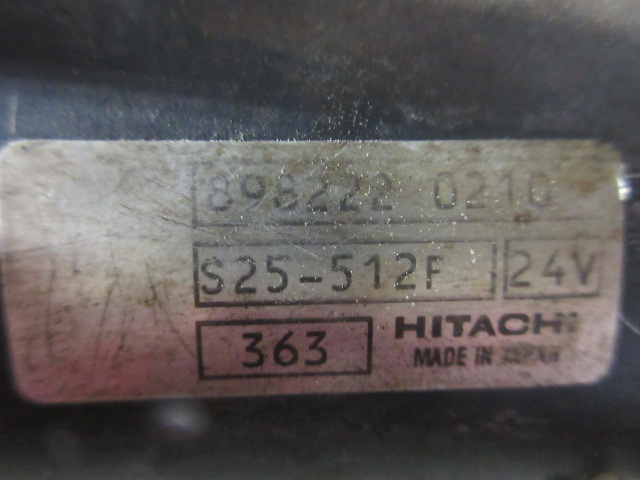 898222 0210
S25-512F 24V
363 HITACHI
MADE IN JAPAN